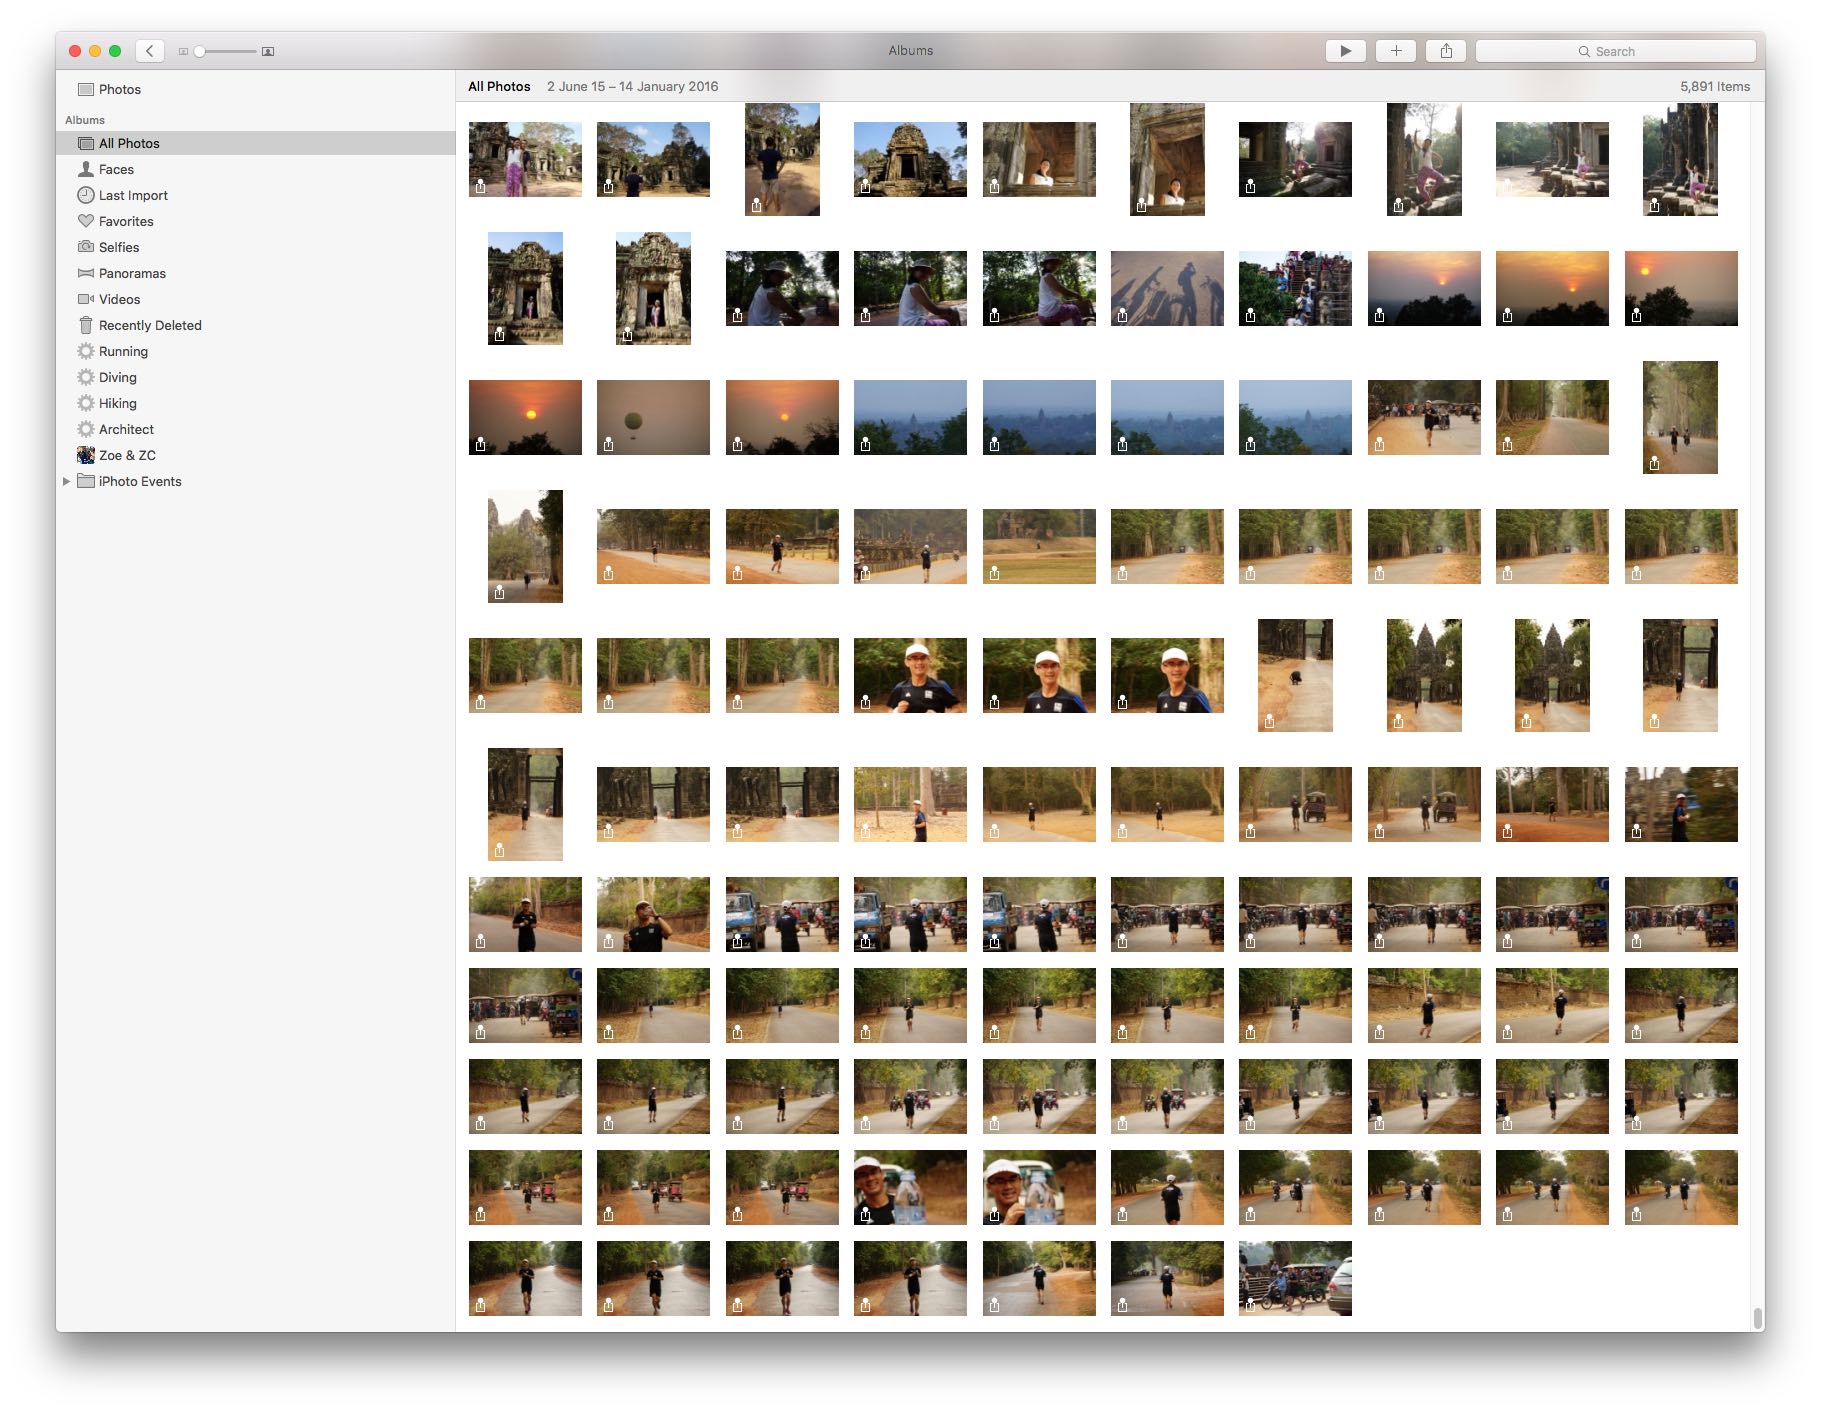 Albums
Search
Photos
Albums
All Photos
Faces
Last Import
Favorites
Selfies
Panoramas
Videos
Recently Deleted
Running
Diving
Hiking
Architect
Zoe & ZC
iPhoto Events
All Photos 2 June 15 – 14 January 2016
5,891 Items